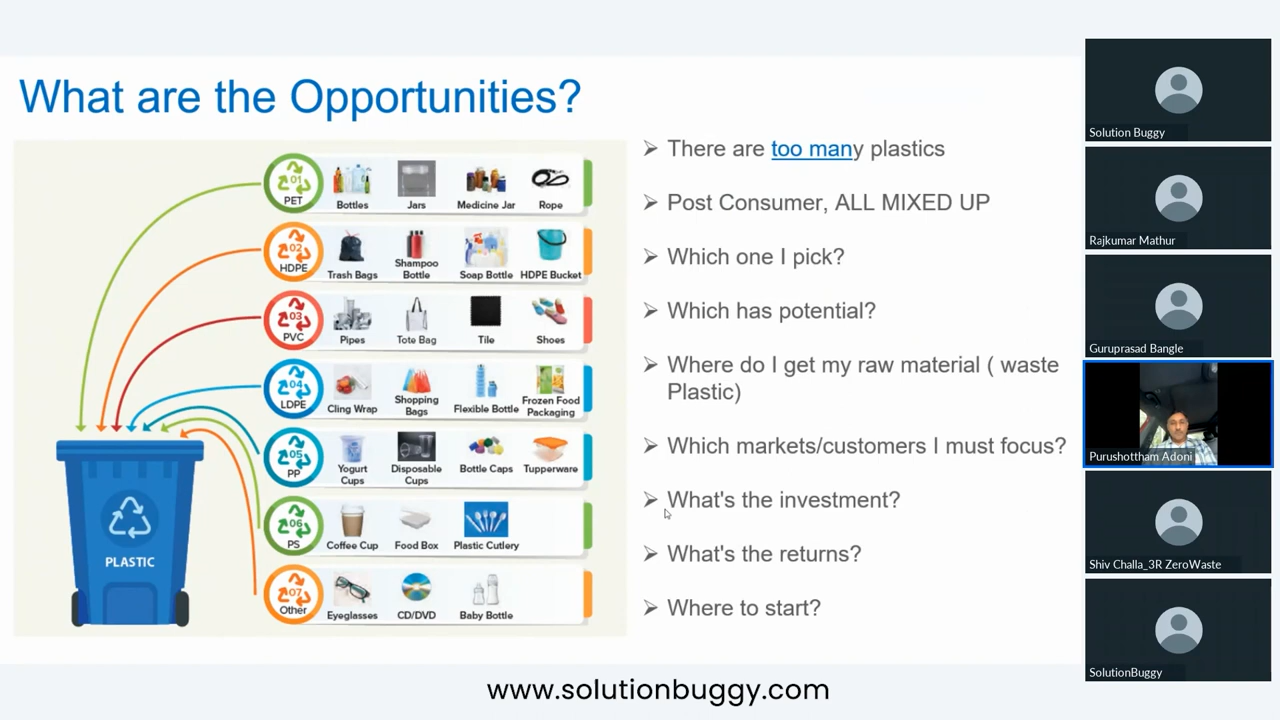 What are the Opportunities?
01
PET
Bottles
Jars
Medicine Jar
Rope
02
HDPE
Trash Bags
Shampoo
Bottle
Soap Bottle
HDPE Bucket
03
PVC
Pipes
Tote Bag
Tile
Shoes
04
LDPE
Cling Wrap
Shopping
Bags
Flexible Bottle
Frozen Food
Packaging
05
PP
Yogurt
Cups
Disposable
Cups
Bottle Caps
Tupperware
06
PS
Coffee Cup
Food Box
Plastic Cutlery
07
Other
Eyeglasses
CD/DVD
Baby Bottle
PLASTIC
There are too many plastics
Post Consumer, ALL MIXED UP
Which one I pick?
Which has potential?
Where do I get my raw material ( waste
Plastic)
Which markets/customers I must focus?
What's the investment?
What's the returns?
Where to start?
Solution Buggy
Rajkumar Mathur
Guruprasad Bangle
Purushottham Adoni
Shiv Challa_3R ZeroWaste
SolutionBuggy
www.solutionbuggy.com